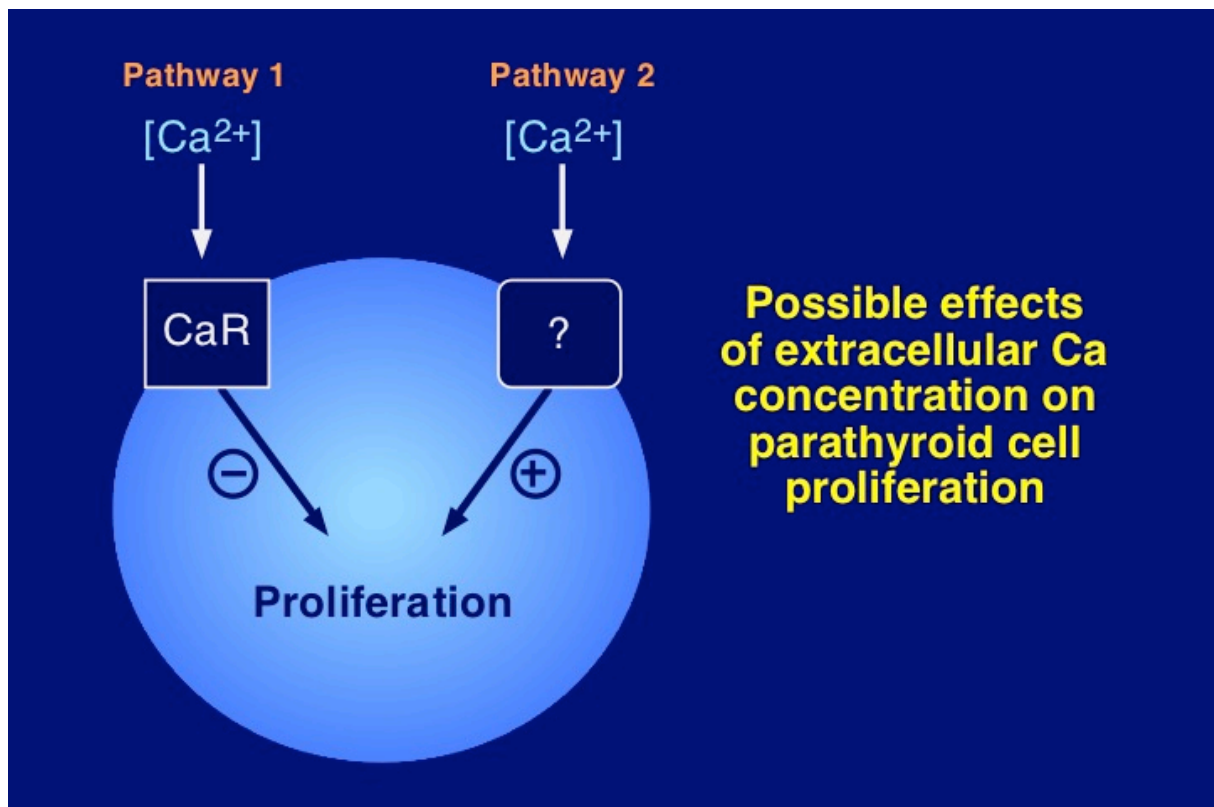 Pathway 1
Pathway 2
[Ca²⁺]
[Ca²⁺]
CaR
?
−
+
Proliferation
Possible effects
of extracellular Ca
concentration on
parathyroid cell
proliferation